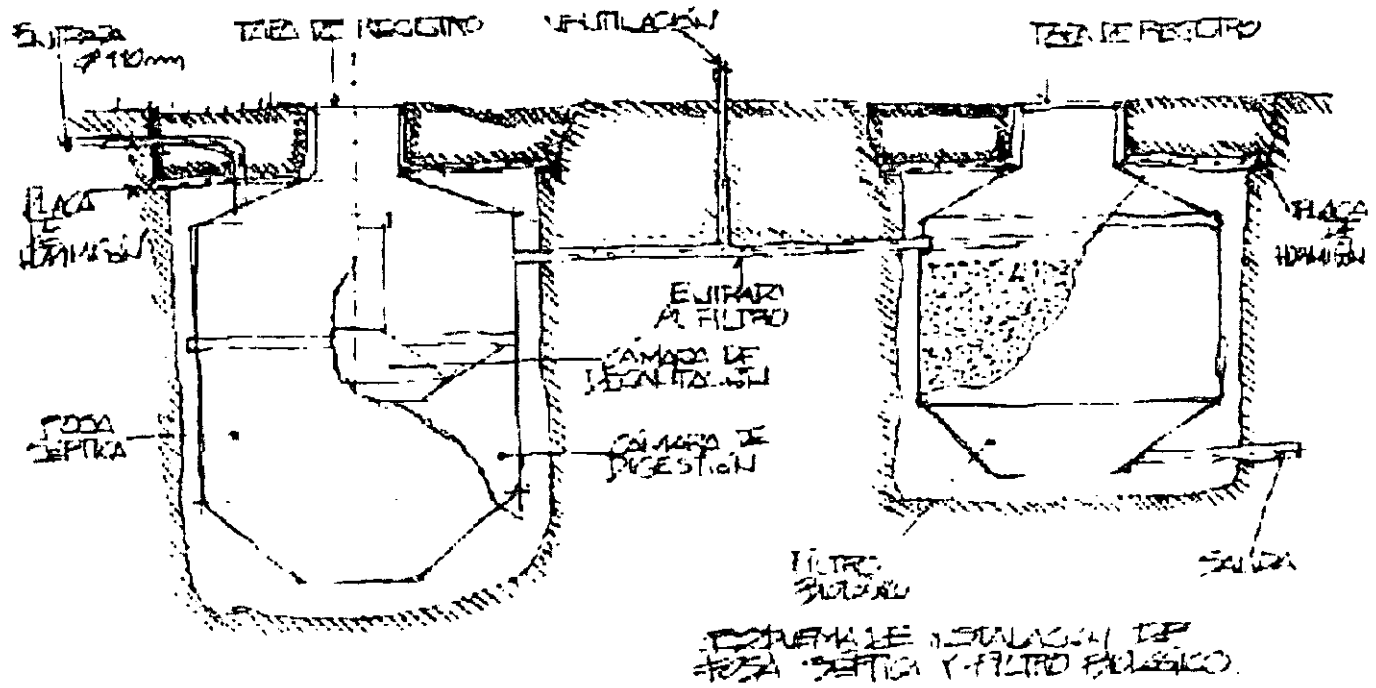 ENTRADA
Ø 110mm
TAPA DE REGISTRO
VENTILACIÓN
TAPA DE REGISTRO
PLACA
DE
HORMIGÓN
PLACA
DE
HORMIGÓN
ENTRADA
AL FILTRO
CÁMARA DE
DECANTACIÓN
FOSA
SÉPTICA
CÁMARA DE
DIGESTIÓN
FILTRO
BIOLÓGICO
SALIDA
ESQUEMA DE INSTALACIÓN DE
FOSA SÉPTICA Y FILTRO BIOLÓGICO.